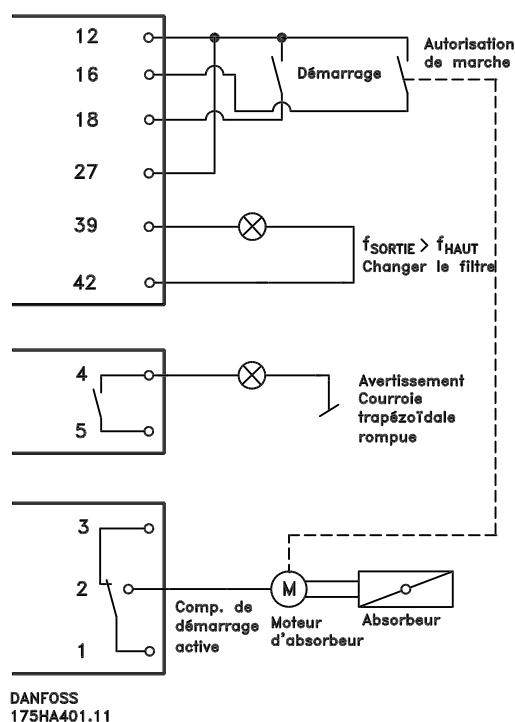 12
Autorisation
de marche
16
Démarrage
18
27
39
fSORTIE > fHAUT
Changer le filtre
42
4
Avertissement
Courroie
trapézoïdale
rompue
5
3
2
M
Comp. de
démarrage
active
Moteur
d'absorbeur
Absorbeur
1
DANFOSS
175HA401.11